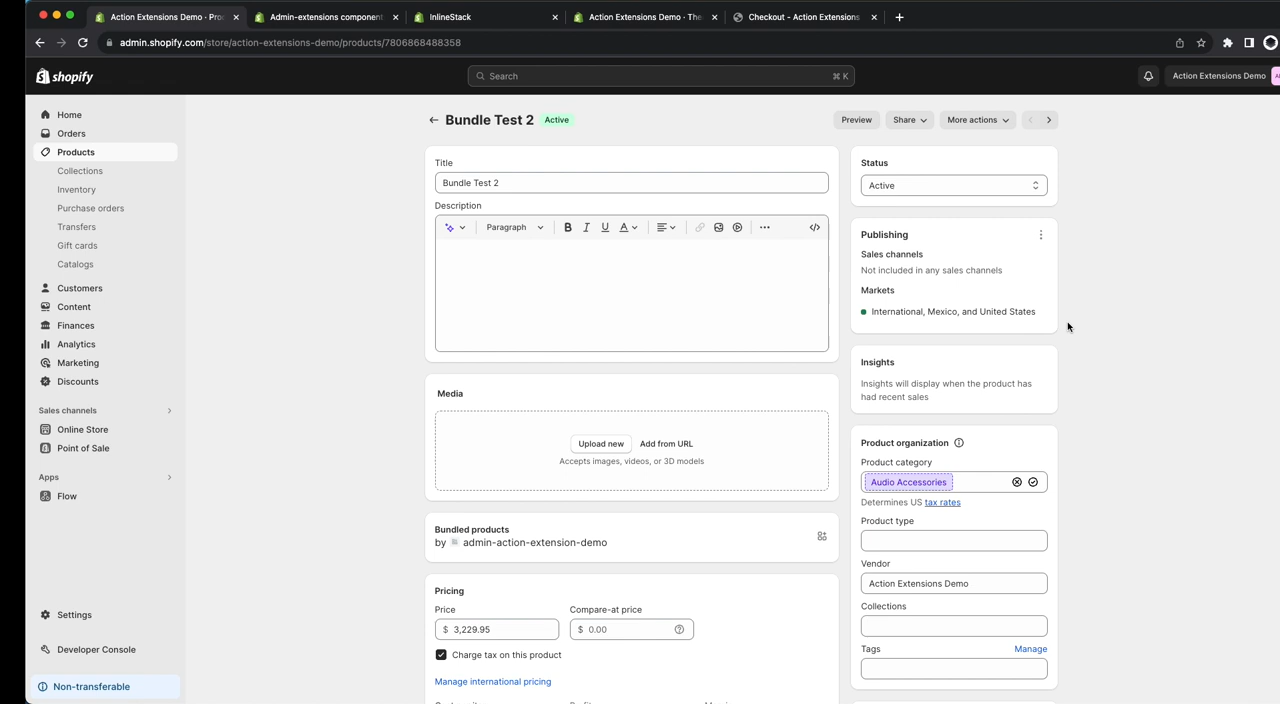 Action Extensions Demo · Pro
Admin-extensions component
InlineStack
Action Extensions Demo · The
Checkout - Action Extensions
admin.shopify.com/store/action-extensions-demo/products/7806868488358
shopify
Search
⌘ K
Action Extensions Demo
Home
Orders
Products
Collections
Inventory
Purchase orders
Transfers
Gift cards
Catalogs
Customers
Content
Finances
Analytics
Marketing
Discounts
Sales channels
Online Store
Point of Sale
Apps
Flow
Settings
Developer Console
Non-transferable
Bundle Test 2 Active
Preview
Share
More actions
Title
Bundle Test 2
Description
Paragraph B I U A
Media
Upload new Add from URL
Accepts images, videos, or 3D models
Bundled products
by admin-action-extension-demo
Pricing
Price Compare-at price
$ 3,229.95 $ 0.00
Charge tax on this product
Manage international pricing
Status
Active
Publishing
Sales channels
Not included in any sales channels
Markets
International, Mexico, and United States
Insights
Insights will display when the product has
had recent sales
Product organization
Product category
Audio Accessories
Determines US tax rates
Product type
Vendor
Action Extensions Demo
Collections
Tags Manage